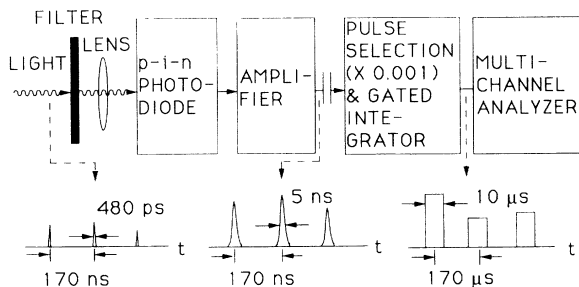 FILTER
LENS
LIGHT
p-i-n
PHOTO-
DIODE
AMPLI-
FIER
PULSE
SELECTION
(X 0.001)
& GATED
INTE-
GRATOR
MULTI-
CHANNEL
ANALYZER
480 ps
t
170 ns
5 ns
t
170 ns
10 μs
t
170 μs